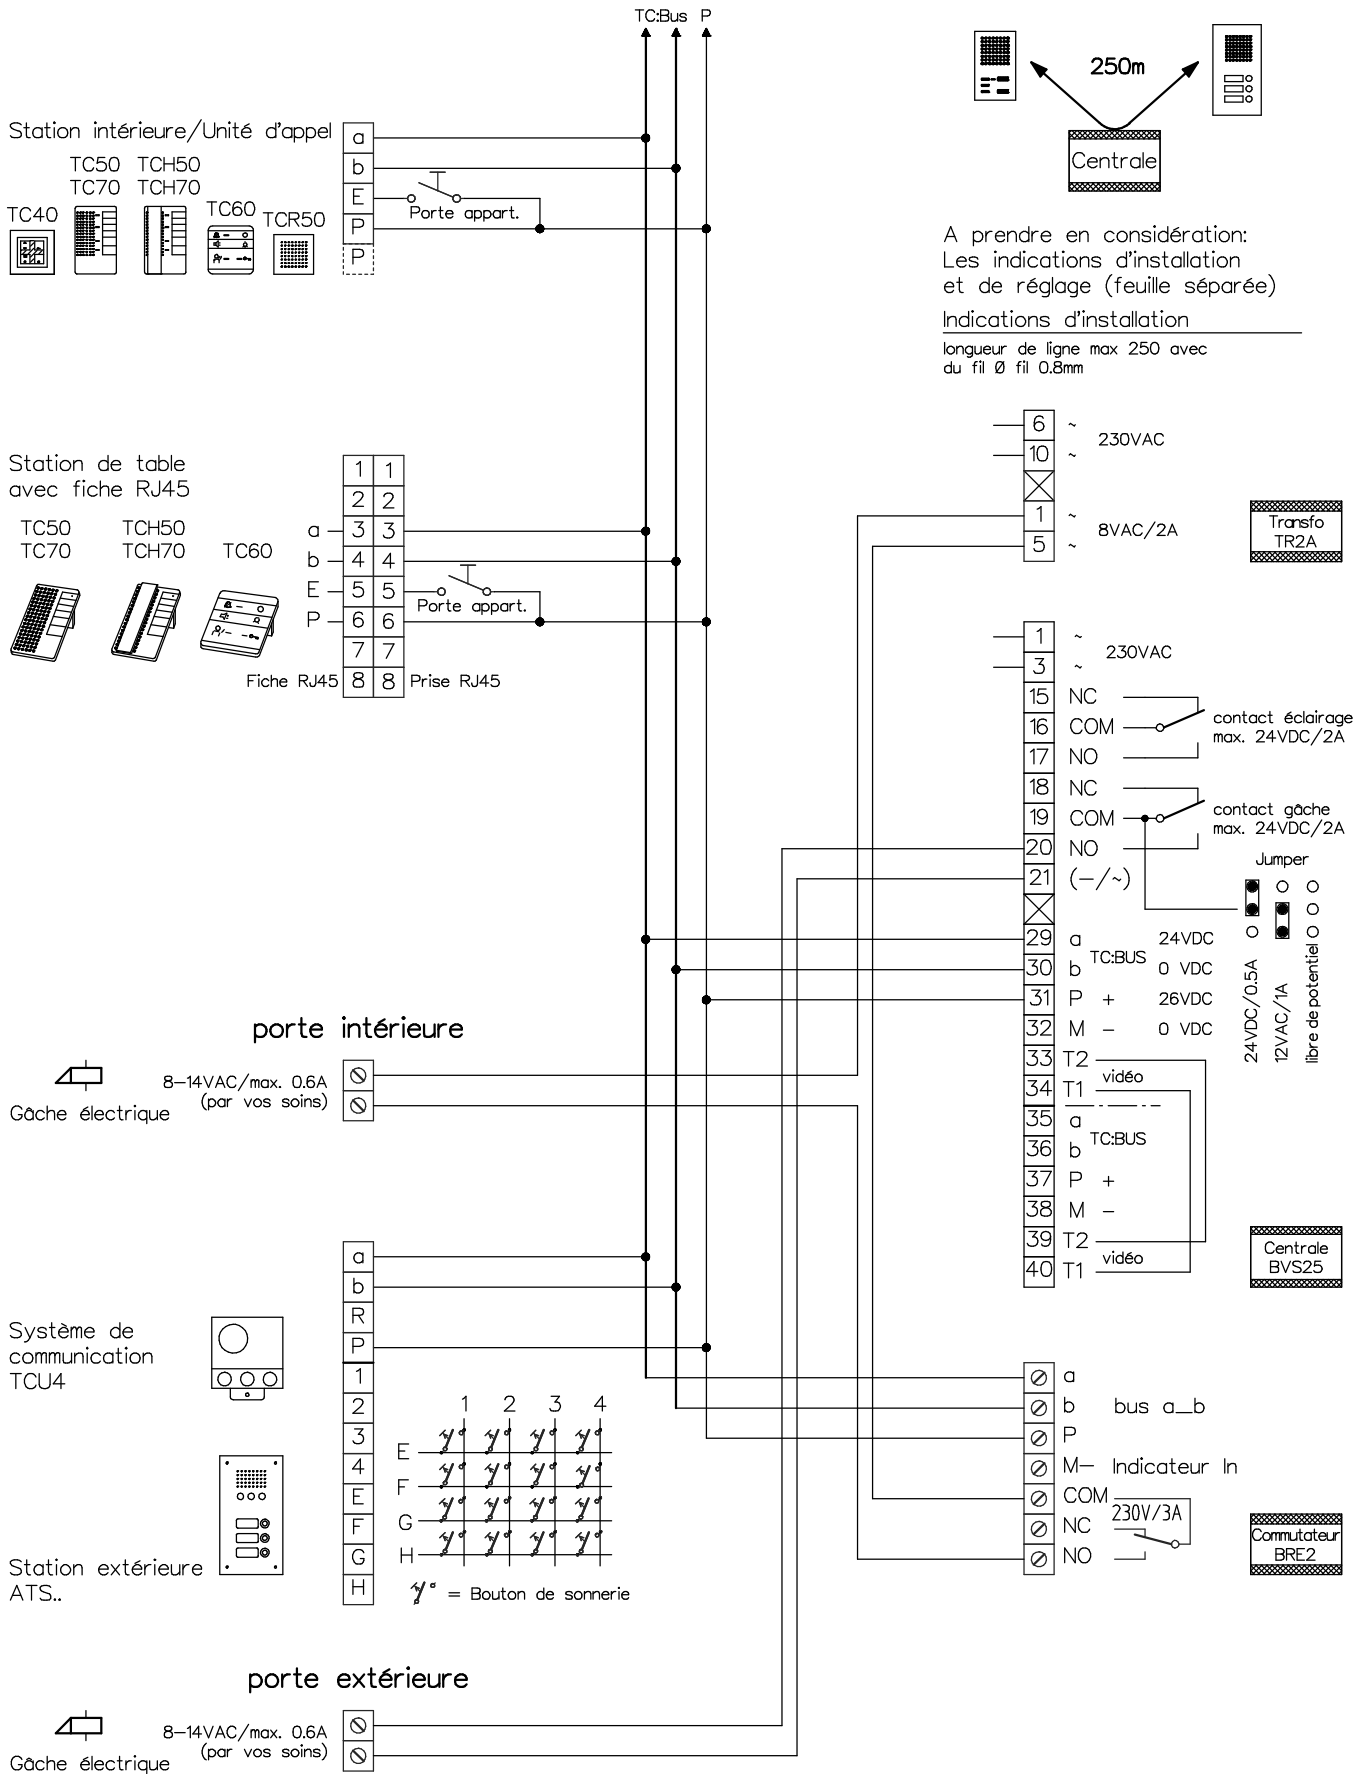 TC:Bus P
250m
Centrale
Station intérieure/Unité d'appel
TC50 TCH50
TC70 TCH70
TC40
TC60
TCR50
a
b
E
P
P
Porte appart.
A prendre en considération:
Les indications d'installation
et de réglage (feuille séparée)
Indications d'installation
longueur de ligne max 250 avec
du fil Ø fil 0.8mm
Station de table
avec fiche RJ45
TC50 TCH50
TC70 TCH70 TC60
1 1
2 2
a 3 3
b 4 4
E 5 5
P 6 6
7 7
Fiche RJ45 8 8 Prise RJ45
Porte appart.
6 ~
10 ~
230VAC
1 ~
5 ~
8VAC/2A
Transfo
TR2A
1 ~
3 ~
230VAC
15 NC
16 COM
17 NO
contact éclairage
max. 24VDC/2A
18 NC
19 COM
20 NO
contact gâche
max. 24VDC/2A
21 (–/~)
Jumper
24VDC/0.5A
12VAC/1A
libre de potentiel
29 a 24VDC
TC:BUS
30 b 0 VDC
31 P + 26VDC
32 M – 0 VDC
33 T2
vidéo
34 T1
35 a
TC:BUS
36 b
37 P +
38 M –
39 T2
vidéo
40 T1
Centrale
BVS25
porte intérieure
8–14VAC/max. 0.6A
(par vos soins)
Gâche électrique
Système de
communication
TCU4
a
b
R
P
1
2
3
4
E
F
G
H
1 2 3 4
E
F
G
H
= Bouton de sonnerie
Station extérieure
ATS..
a
b bus a_b
P
M– Indicateur In
COM
230V/3A
NC
NO
Commutateur
BRE2
porte extérieure
8–14VAC/max. 0.6A
(par vos soins)
Gâche électrique